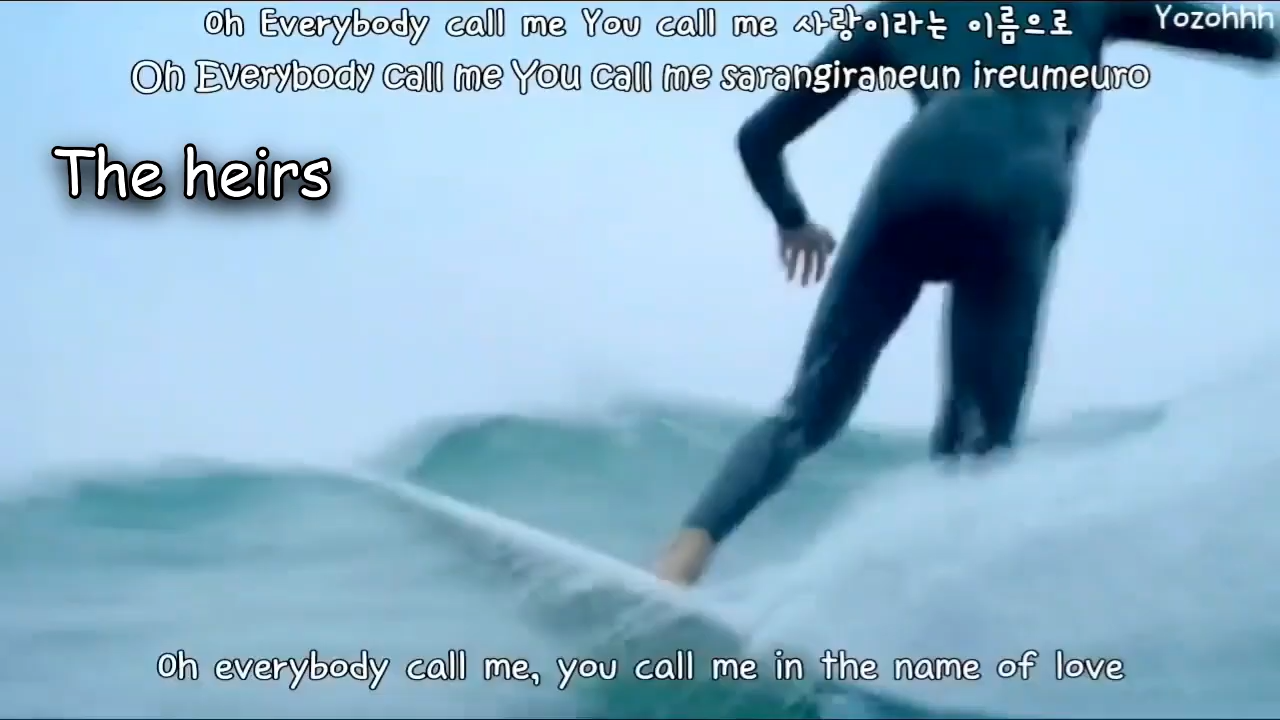 Oh Everybody call me You call me 사랑이라는 이름으로
Yozohhh
Oh Everybody call me You call me sarangiraneun ireumeuro
The heirs
Oh everybody call me, you call me in the name of love